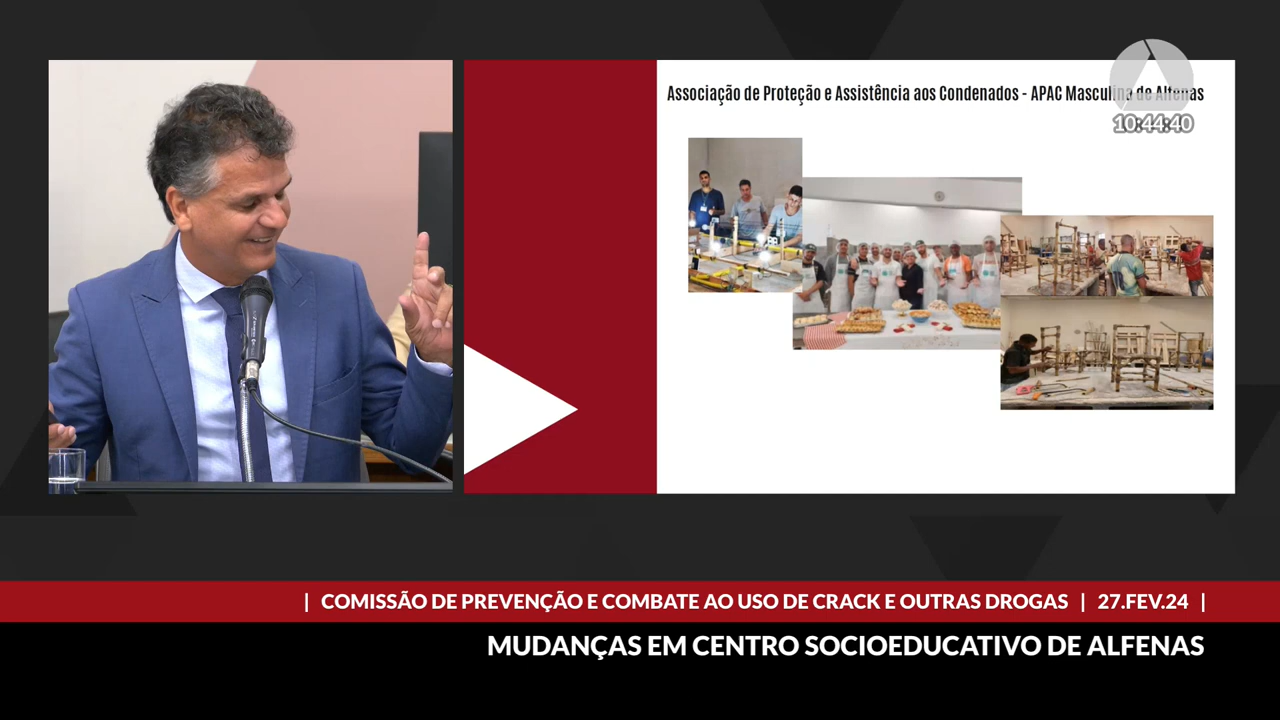 Associação de Proteção e Assistência aos Condenados - APAC Masculina de Alfenas
10:44:40
| COMISSÃO DE PREVENÇÃO E COMBATE AO USO DE CRACK E OUTRAS DROGAS | 27.FEV.24 |
MUDANÇAS EM CENTRO SOCIOEDUCATIVO DE ALFENAS